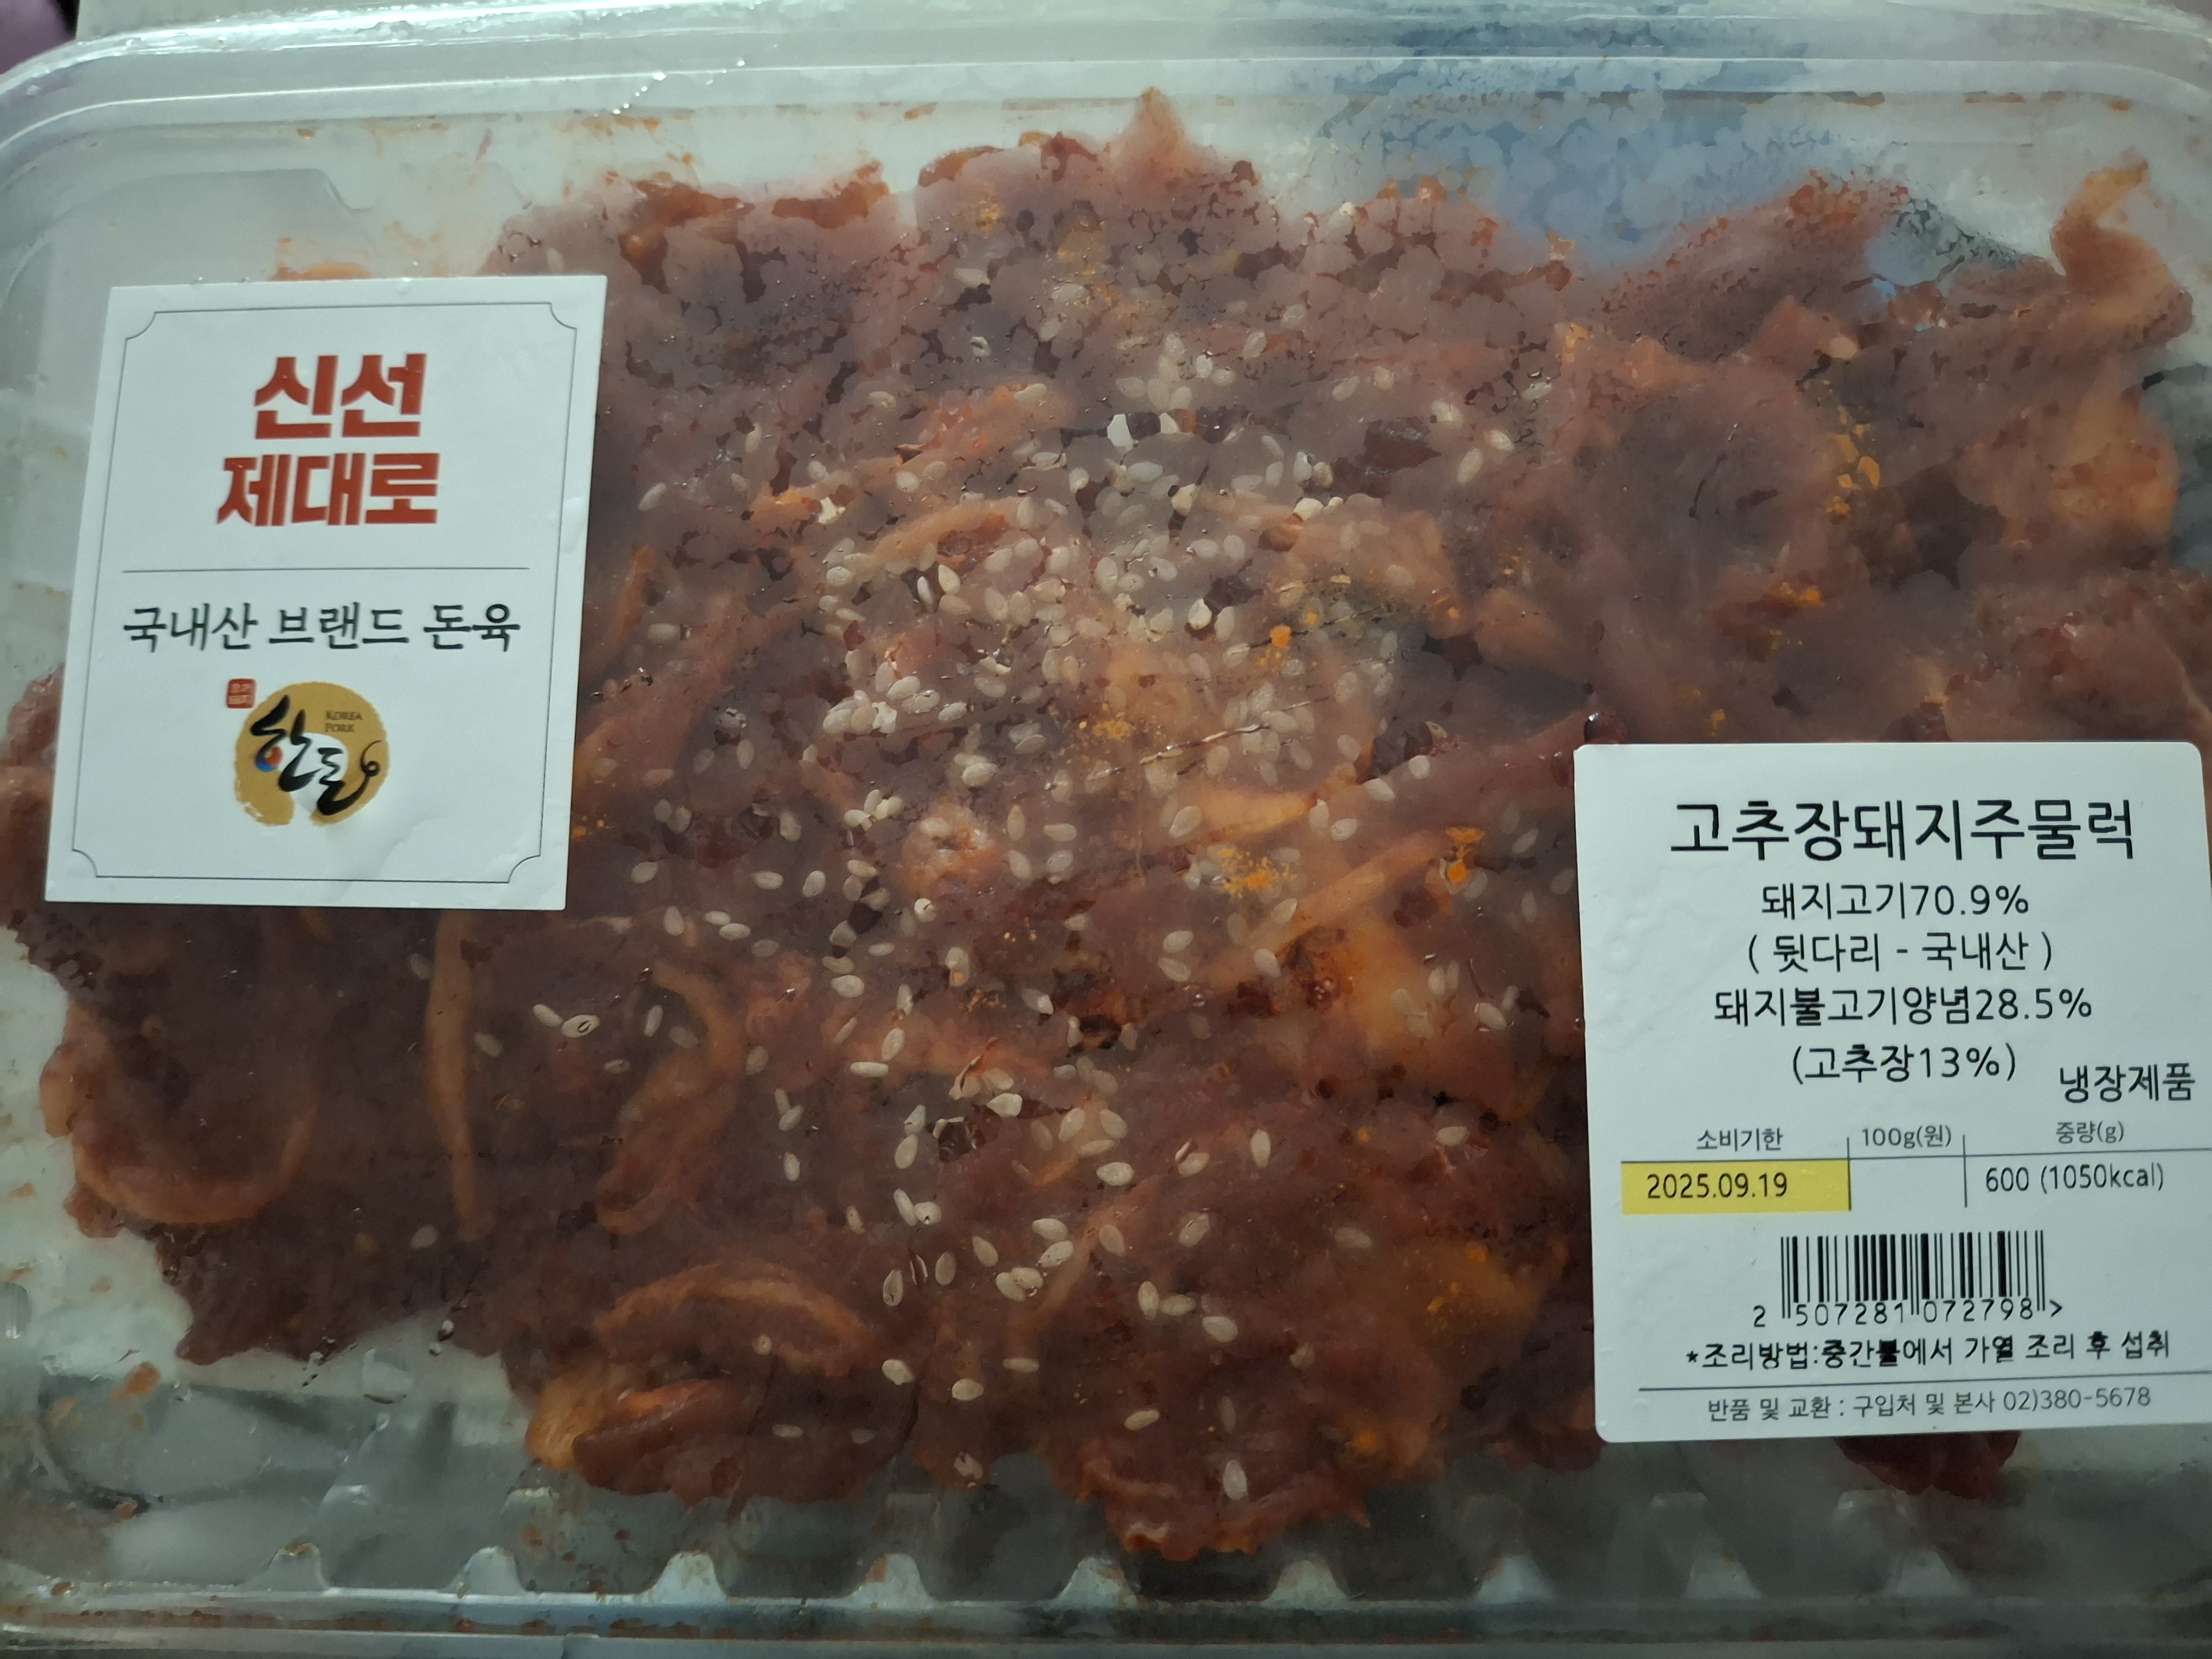 신선
제대로
국내산 브랜드 돈육
한돈
KOREA
PORK
고추장돼지주물럭
돼지고기70.9%
( 뒷다리 - 국내산 )
돼지불고기양념28.5%
(고추장13%)
냉장제품
소비기한 100g(원) 중량(g)
2025.09.19 600 (1050kcal)
2 507281 072798 >
*조리방법:중간불에서 가열 조리 후 섭취
반품 및 교환 : 구입처 및 본사 02)380-5678